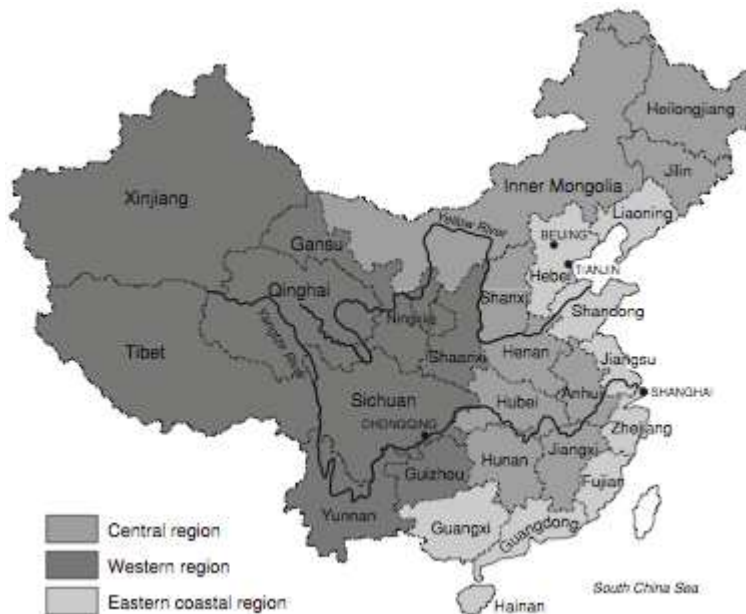 Heilongjiang
Jilin
Inner Mongolia
Liaoning
Xinjiang
Yellow River
BEIJING
Gansu
TIANJIN
Hebei
Qinghai
Shanxi
Shandong
Ningxia
Yangtze River
Tibet
Shaanxi
Henan
Jiangsu
Sichuan
Hubei
Anhui
SHANGHAI
CHONGQING
Zhejiang
Guizhou
Hunan
Jiangxi
Fujian
Yunnan
Guangxi
Guangdong
Central region
Western region
Eastern coastal region
Hainan
South China Sea